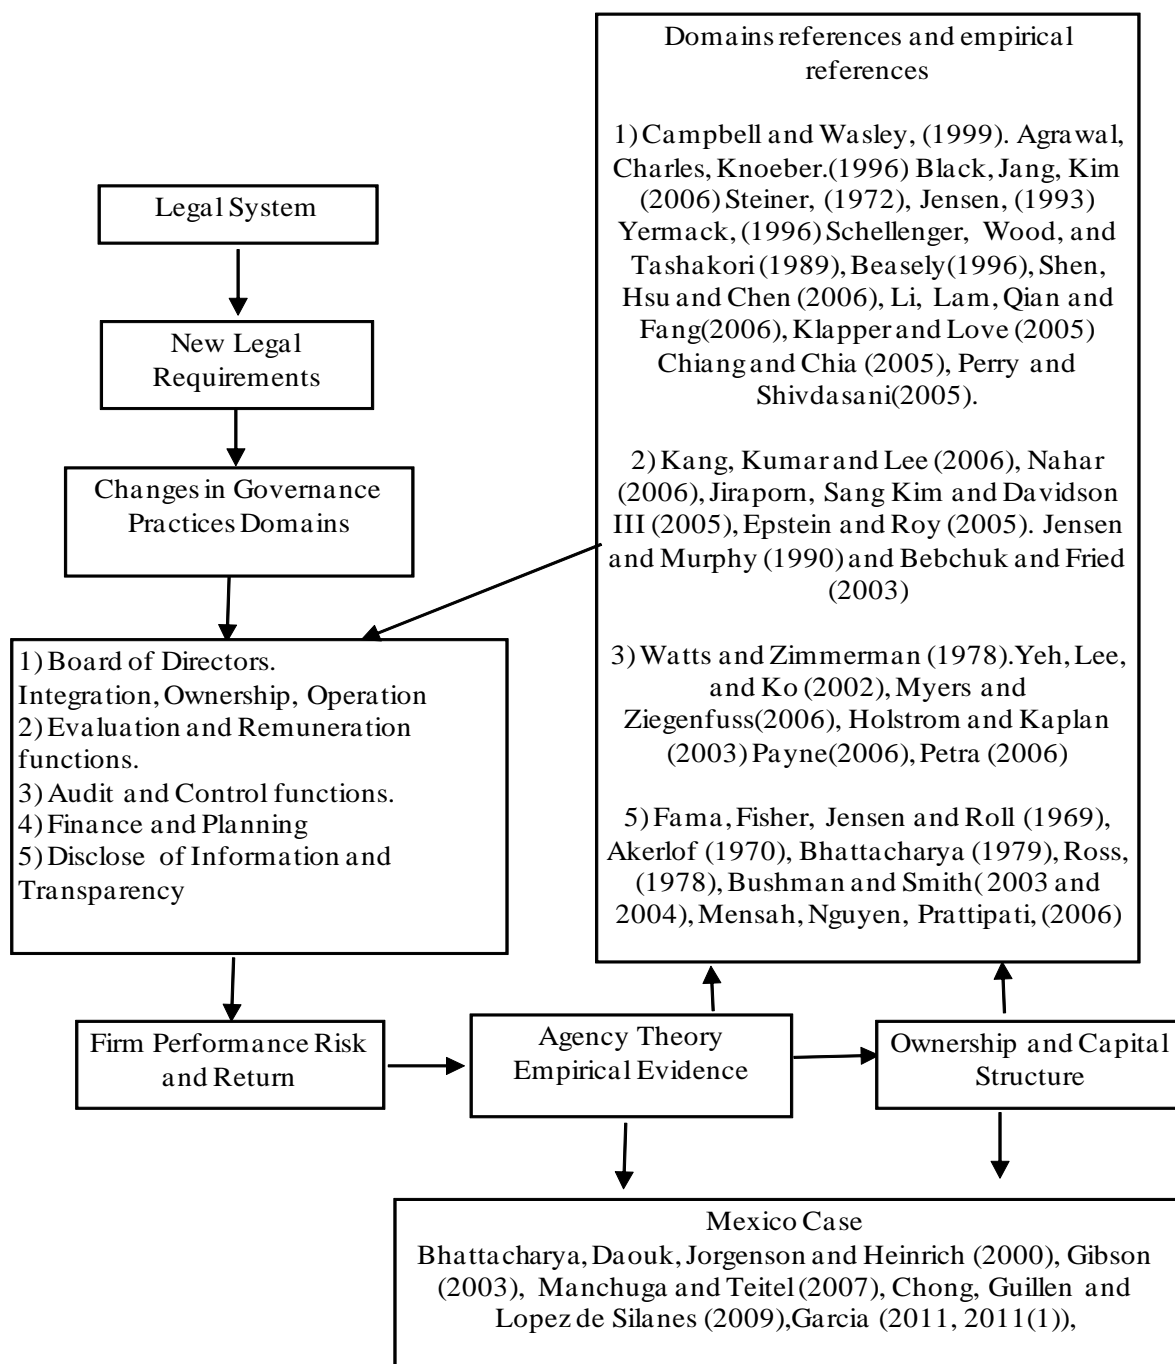 Domains references and empirical
references
1) Campbell and Wasley, (1999). Agrawal,
Charles, Knoeber.(1996) Black, Jang, Kim
(2006) Steiner, (1972), Jensen, (1993)
Yermack, (1996) Schellenger, Wood, and
Tashakori (1989), Beasely(1996), Shen,
Hsu and Chen (2006), Li, Lam, Qian and
Fang(2006), Klapper and Love (2005)
Chiang and Chia (2005), Perry and
Shivdasani(2005).
2) Kang, Kumar and Lee (2006), Nahar
(2006), Jiraporn, Sang Kim and Davidson
III (2005), Epstein and Roy (2005). Jensen
and Murphy (1990) and Bebchuk and Fried
(2003)
3) Watts and Zimmerman (1978).Yeh, Lee,
and Ko (2002), Myers and
Ziegenfuss(2006), Holstrom and Kaplan
(2003) Payne(2006), Petra (2006)
5) Fama, Fisher, Jensen and Roll (1969),
Akerlof (1970), Bhattacharya (1979), Ross,
(1978), Bushman and Smith( 2003 and
2004), Mensah, Nguyen, Prattipati, (2006)
Legal System
New Legal
Requirements
Changes in Governance
Practices Domains
1) Board of Directors.
Integration, Ownership, Operation
2) Evaluation and Remuneration
functions.
3) Audit and Control functions.
4) Finance and Planning
5) Disclose of Information and
Transparency
Firm Performance Risk
and Return
Agency Theory
Empirical Evidence
Ownership and Capital
Structure
Mexico Case
Bhattacharya, Daouk, Jorgenson and Heinrich (2000), Gibson
(2003), Manchuga and Teitel (2007), Chong, Guillen and
Lopez de Silanes (2009),Garcia (2011, 2011(1)),